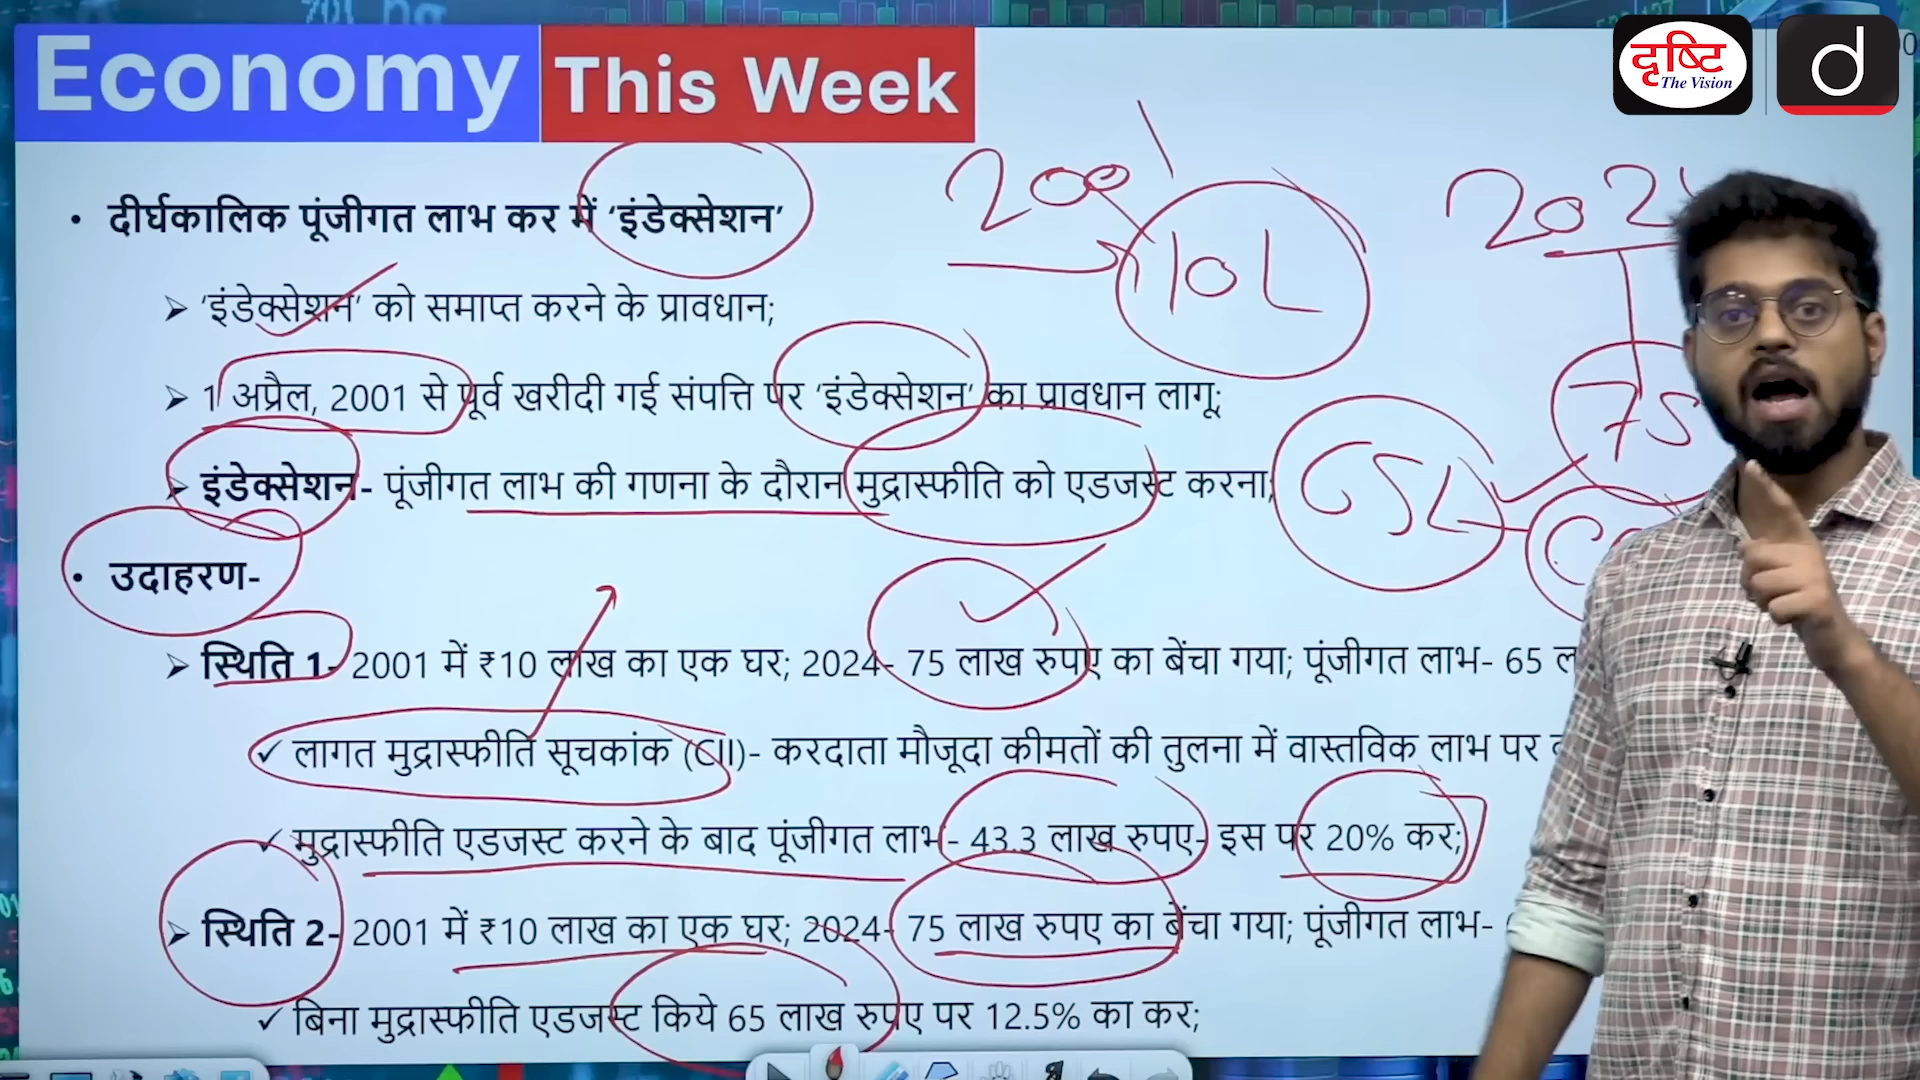 Economy This Week
दृष्टि
The Vision
d
2001
10L
75
65L
• दीर्घकालिक पूंजीगत लाभ कर में ‘इंडेक्सेशन’
➢ ‘इंडेक्सेशन’ को समाप्त करने के प्रावधान;
➢ 1 अप्रैल, 2001 से पूर्व खरीदी गई संपत्ति पर ‘इंडेक्सेशन’ का प्रावधान लागू;
➢ इंडेक्सेशन- पूंजीगत लाभ की गणना के दौरान मुद्रास्फीति को एडजस्ट करना;
• उदाहरण-
➢ स्थिति 1- 2001 में ₹10 लाख का एक घर; 2024- 75 लाख रुपए का बेंचा गया; पूंजीगत लाभ- 65
✓ लागत मुद्रास्फीति सूचकांक (CII)- करदाता मौजूदा कीमतों की तुलना में वास्तविक लाभ पर
✓ मुद्रास्फीति एडजस्ट करने के बाद पूंजीगत लाभ- 43.3 लाख रुपए- इस पर 20% कर;
➢ स्थिति 2- 2001 में ₹10 लाख का एक घर; 2024- 75 लाख रुपए का बेंचा गया; पूंजीगत लाभ-
✓ बिना मुद्रास्फीति एडजस्ट किये 65 लाख रुपए पर 12.5% का कर;